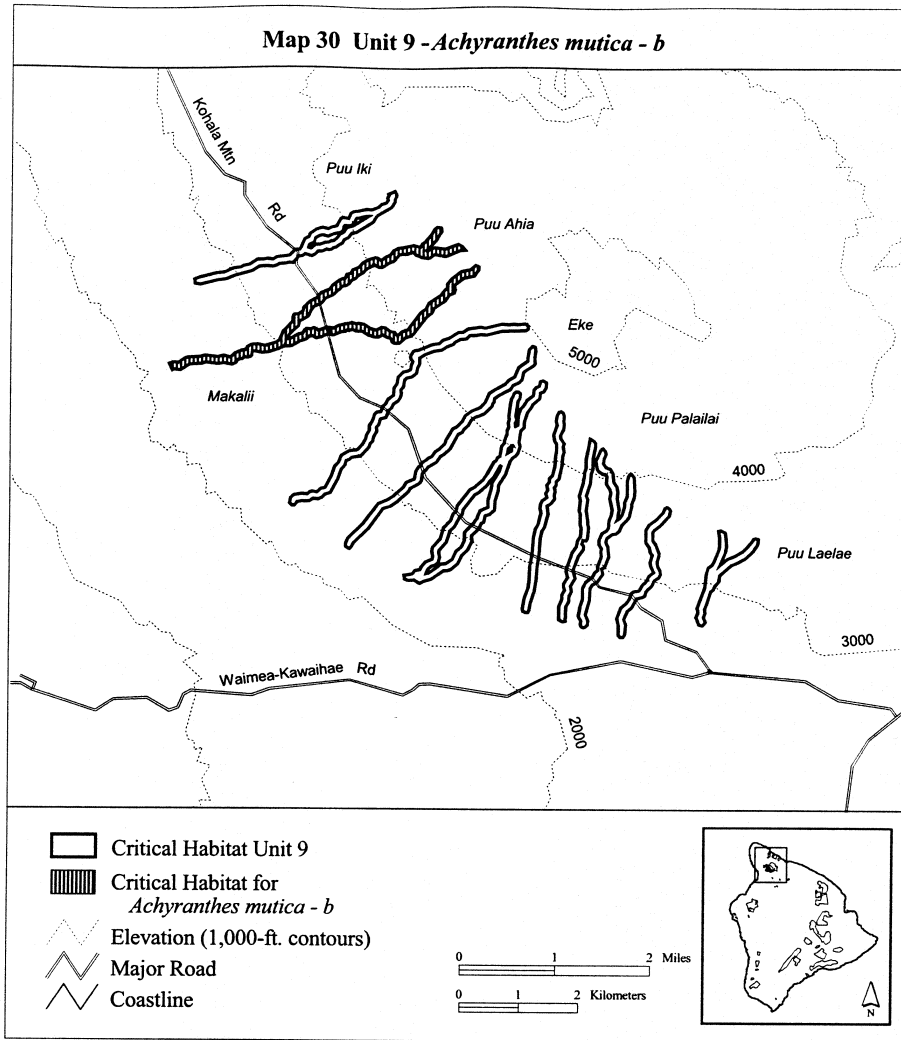 Map 30 Unit 9 - Achyranthes mutica - b
Kohala Mtn
Rd
Puu Iki
Puu Ahia
Eke
5000
Makalii
Puu Palailai
4000
Puu Laelae
3000
Waimea-Kawaihae Rd
2000
Critical Habitat Unit 9
Critical Habitat for
Achyranthes mutica - b
Elevation (1,000-ft. contours)
Major Road
Coastline
0 1 2 Miles
0 1 2 Kilometers
N